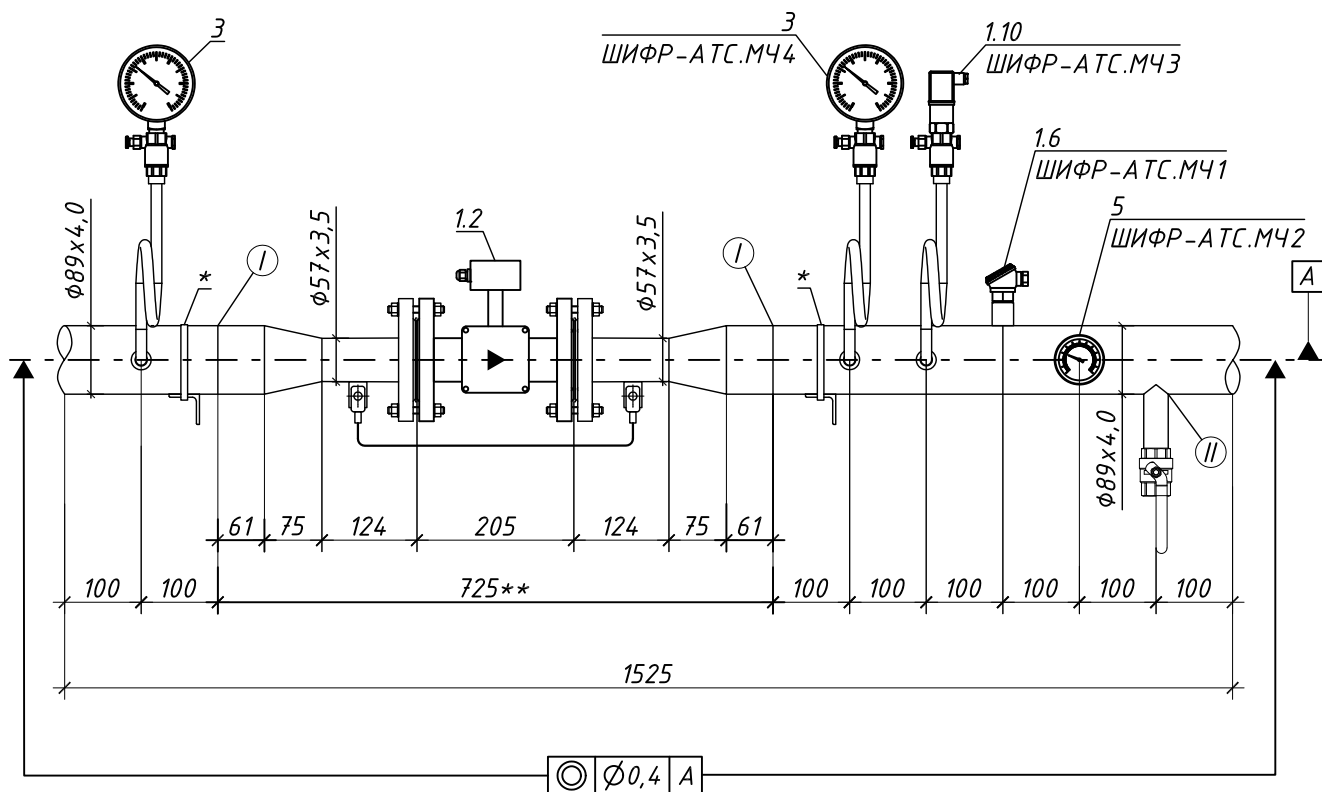 3
3
ШИФР-АТС.МЧ4
1.10
ШИФР-АТС.МЧ3
1.6
ШИФР-АТС.МЧ1
5
ШИФР-АТС.МЧ2
ф89х4,0
*
I
ф57х3,5
1.2
ф57х3,5
I
*
А
ф89х4,0
II
61
75
124
205
124
75
61
100
100
725**
100
100
100
100
100
100
1525
Ø0,4
А